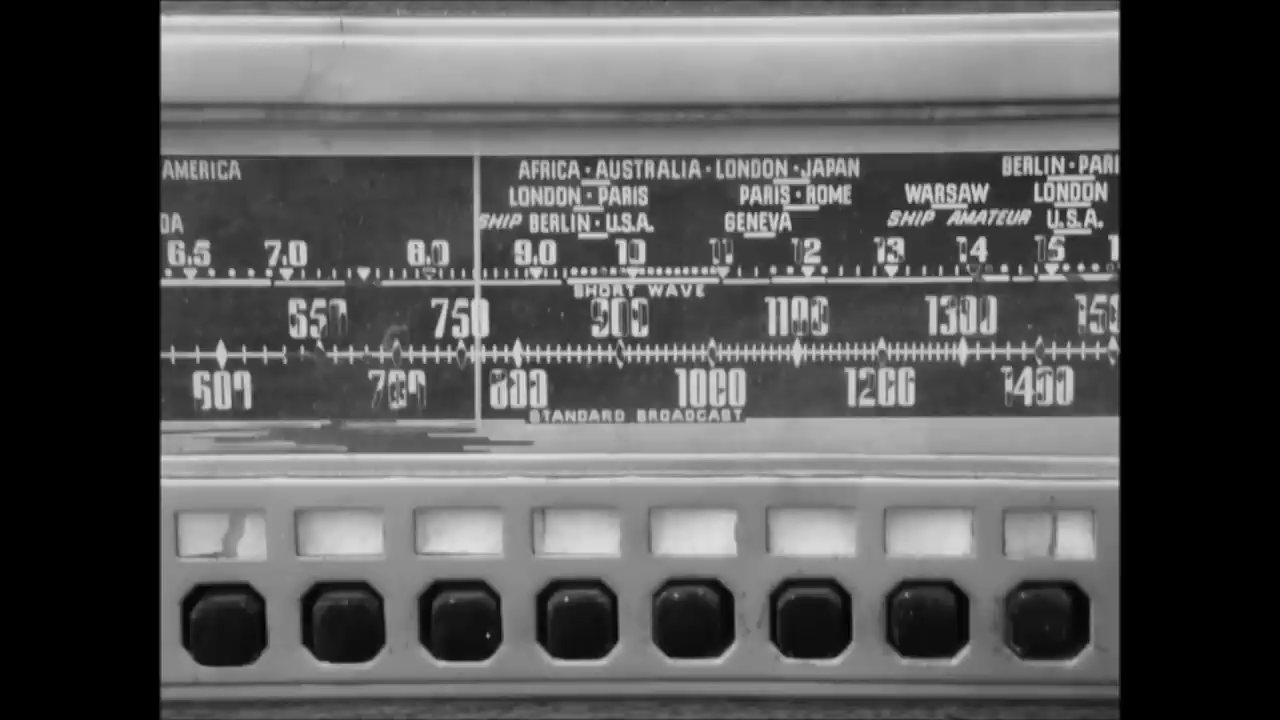 AMERICA AFRICA · AUSTRALIA · LONDON · JAPAN BERLIN · PARI
LONDON · PARIS PARIS · ROME WARSAW LONDON
DA SHIP BERLIN · U.S.A. GENEVA SHIP AMATEUR U.S.A.
6.5 7.0 8.0 9.0 10 11 12 13 14 15 1
SHORT WAVE
650 750 900 1100 1300 150
600 700 800 1000 1200 1400
STANDARD BROADCAST